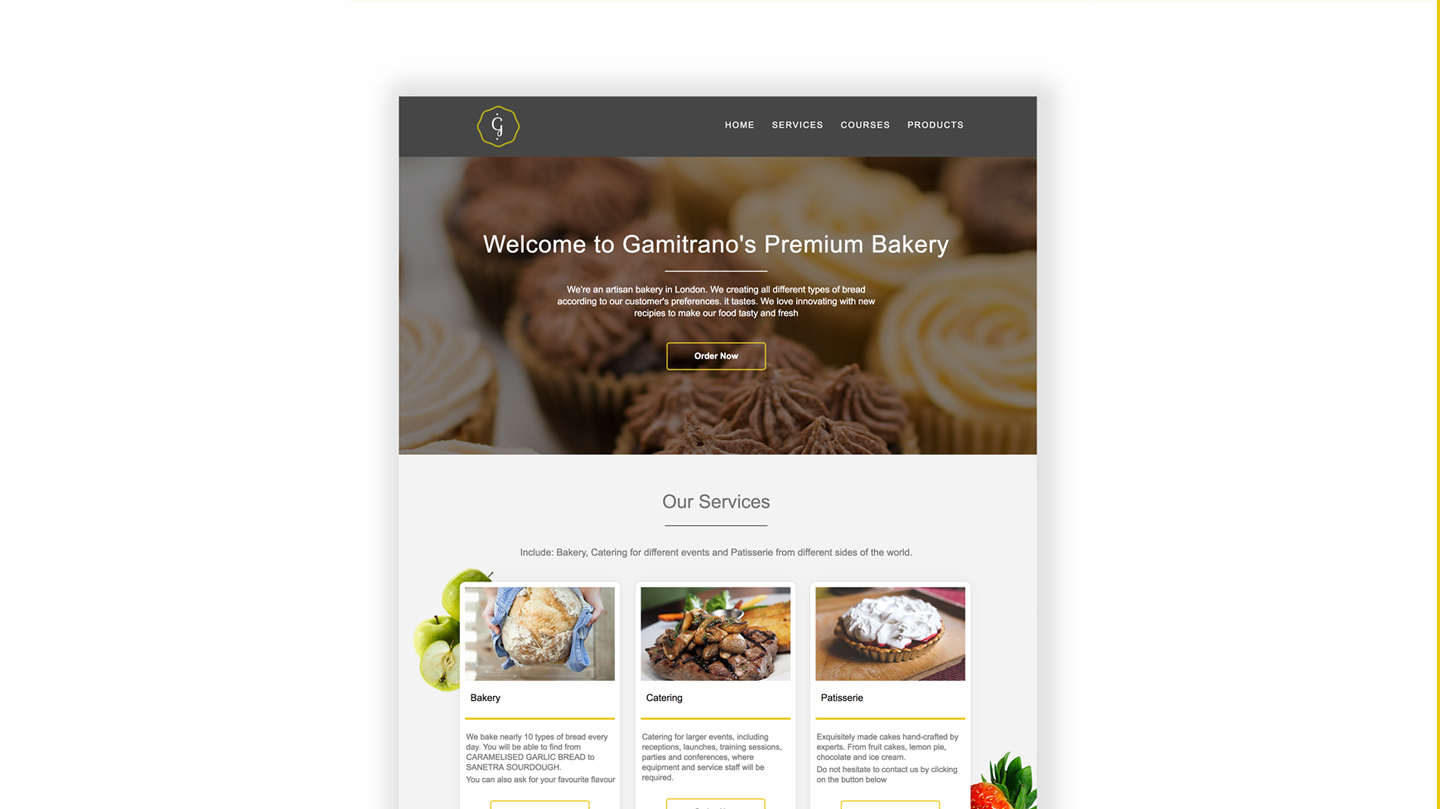 G
HOME SERVICES COURSES PRODUCTS
Welcome to Gamitrano's Premium Bakery
We're an artisan bakery in London. We creating all different types of bread
according to our customer's preferences. it tastes. We love innovating with new
recipies to make our food tasty and fresh
Order Now
Our Services
Include: Bakery, Catering for different events and Patisserie from different sides of the world.
Bakery
We bake nearly 10 types of bread every
day. You will be able to find from
CARAMELISED GARLIC BREAD to
SANETRA SOURDOUGH.
You can also ask for your favourite flavour
Catering
Catering for larger events, including
receptions, launches, training sessions,
parties and conferences, where
equipment and service staff will be
required.
Patisserie
Exquisitely made cakes hand-crafted by
experts. From fruit cakes, lemon pie,
chocolate and ice cream.
Do not hesitate to contact us by clicking
on the button below